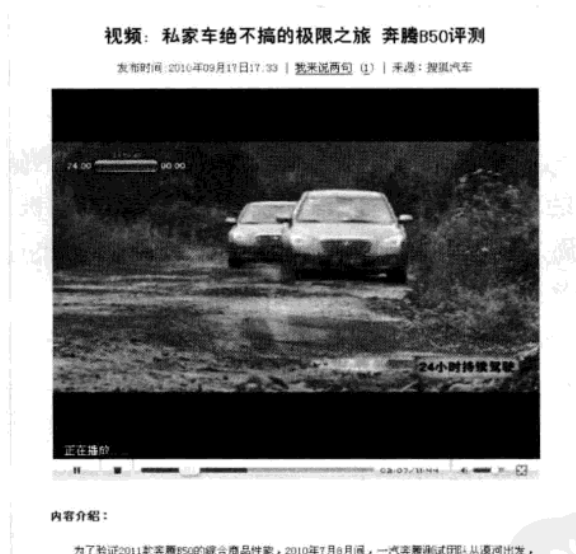 视频：私家车绝不搞的极限之旅 奔腾B50评测
发布时间:2010年09月17日17:33 | 我来说两句 (1) | 来源：搜狐汽车
24:00 00:00
24小时持续驾驶
正在播放
内容介绍：
为了验证2011款奔腾B50的综合商品性能，2010年7月8月间，一汽奔腾测试团队从漠河出发，